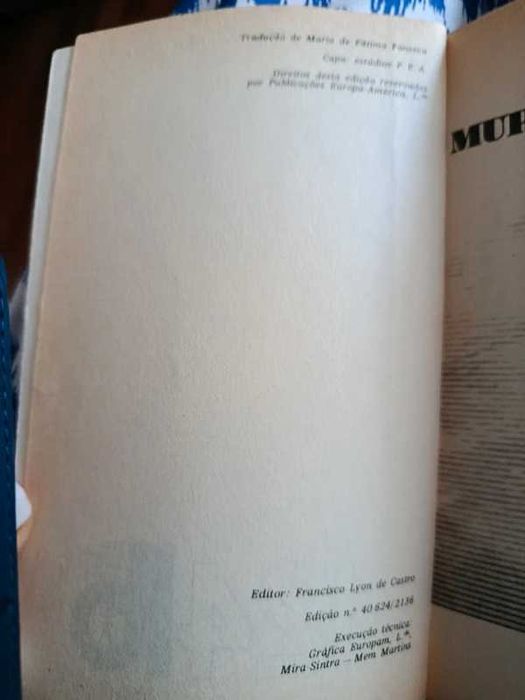 Tradução de Maria de Fátima Fonseca
Capa: estúdios P. E. A.
Direitos desta edição reservados
por Publicações Europa-América, L.ᵈᵃ
MUR
Editor: Francisco Lyon de Castro
Edição n.º 40 824/2136
Execução técnica:
Gráfica Europam, L.ᵈᵃ,
Mira Sintra — Mem Martins